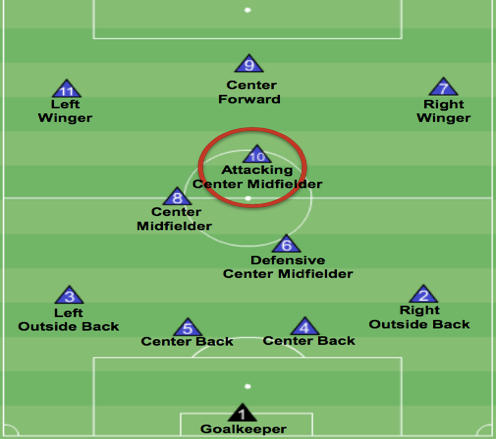 9
Center
Forward
11
Left
Winger
7
Right
Winger
10
Attacking
Center Midfielder
8
Center
Midfielder
6
Defensive
Center Midfielder
3
Left
Outside Back
2
Right
Outside Back
5
Center Back
4
Center Back
1
Goalkeeper